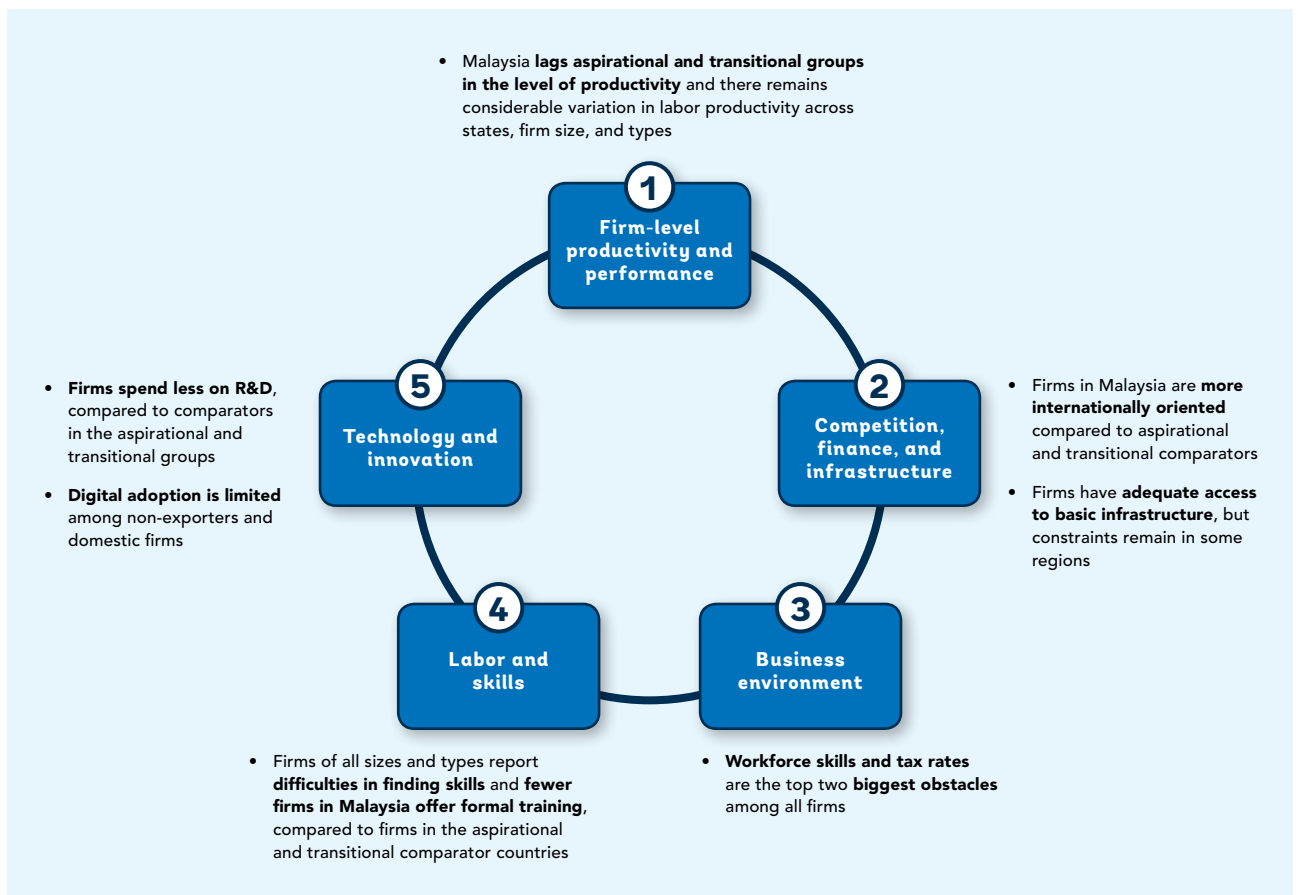 • Malaysia lags aspirational and transitional groups
in the level of productivity and there remains
considerable variation in labor productivity across
states, firm size, and types
1
Firm-level
productivity and
performance
2
Competition,
finance, and
infrastructure
• Firms in Malaysia are more
internationally oriented
compared to aspirational
and transitional comparators
• Firms have adequate access
to basic infrastructure, but
constraints remain in some
regions
3
Business
environment
• Workforce skills and tax rates
are the top two biggest obstacles
among all firms
4
Labor and
skills
• Firms of all sizes and types report
difficulties in finding skills and fewer
firms in Malaysia offer formal training,
compared to firms in the aspirational
and transitional comparator countries
5
Technology and
innovation
• Firms spend less on R&D,
compared to comparators
in the aspirational and
transitional groups
• Digital adoption is limited
among non-exporters and
domestic firms